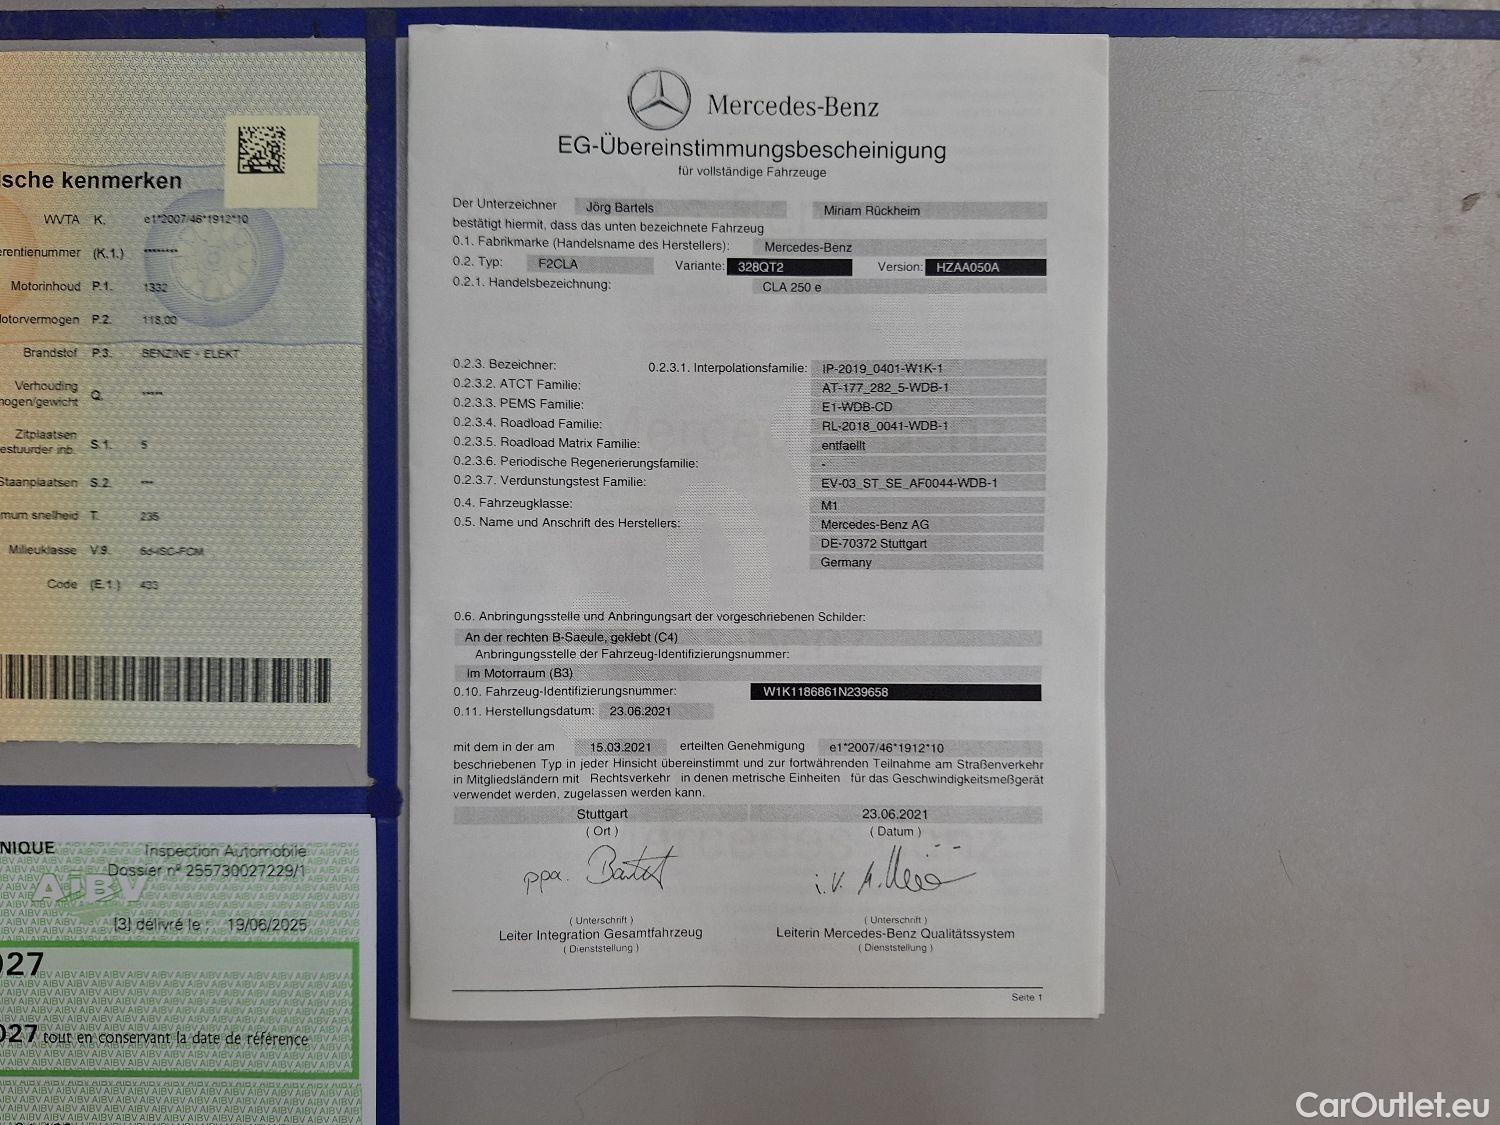 ische kenmerken
WVTA K. e1*2007/46*1912*10
erentienummer (K.1.) ********
Motorinhoud P.1. 1332
otorvermogen P.2. 118.00
Brandstof P.3. BENZINE - ELEKT
Verhouding
mogen/gewicht Q.
Zitplaatsen
estuurder inb. S.1. 5
Staanplaatsen S.2. ---
mum snelheid T. 235
Milieuklasse V.9. 6d-ISC-FCM
Code (E.1.) 433
NIQUE
Inspection Automobile
AIBV
Dossier n° 255730027229/1
[3] délivré le : 19/06/2025
027
027 tout en conservant la date de référence
Mercedes-Benz
EG-Übereinstimmungsbescheinigung
für vollständige Fahrzeuge
Der Unterzeichner Jörg Bartels Miriam Rückheim
bestätigt hiermit, dass das unten bezeichnete Fahrzeug
0.1. Fabrikmarke (Handelsname des Herstellers): Mercedes-Benz
0.2. Typ: F2CLA Variante: 328QT2 Version: HZAA050A
0.2.1. Handelsbezeichnung: CLA 250 e
0.2.3. Bezeichner: 0.2.3.1. Interpolationsfamilie: IP-2019_0401-W1K-1
0.2.3.2. ATCT Familie: AT-177_282_5-WDB-1
0.2.3.3. PEMS Familie: E1-WDB-CD
0.2.3.4. Roadload Familie: RL-2018_0041-WDB-1
0.2.3.5. Roadload Matrix Familie: entfaellt
0.2.3.6. Periodische Regenerierungsfamilie: -
0.2.3.7. Verdunstungstest Familie: EV-03_ST_SE_AF0044-WDB-1
0.4. Fahrzeugklasse: M1
0.5. Name und Anschrift des Herstellers: Mercedes-Benz AG
DE-70372 Stuttgart
Germany
0.6. Anbringungsstelle und Anbringungsart der vorgeschriebenen Schilder:
An der rechten B-Saeule, geklebt (C4)
Anbringungsstelle der Fahrzeug-Identifizierungsnummer:
Im Motorraum (B3)
0.10. Fahrzeug-Identifizierungsnummer: W1K1186861N239658
0.11. Herstellungsdatum: 23.06.2021
mit dem in der am 15.03.2021 erteilten Genehmigung e1*2007/46*1912*10
beschriebenen Typ in jeder Hinsicht übereinstimmt und zur fortwährenden Teilnahme am Straßenverkehr
in Mitgliedsländern mit Rechtsverkehr in denen metrische Einheiten für das Geschwindigkeitsmeßgerät
verwendet werden, zugelassen werden kann.
Stuttgart 23.06.2021
( Ort ) ( Datum )
ppa. Bartels i.V.
( Unterschrift ) ( Unterschrift )
Leiter Integration Gesamtfahrzeug Leiterin Mercedes-Benz Qualitätssystem
( Dienststellung ) ( Dienststellung )
Seite 1
CarOutlet.eu